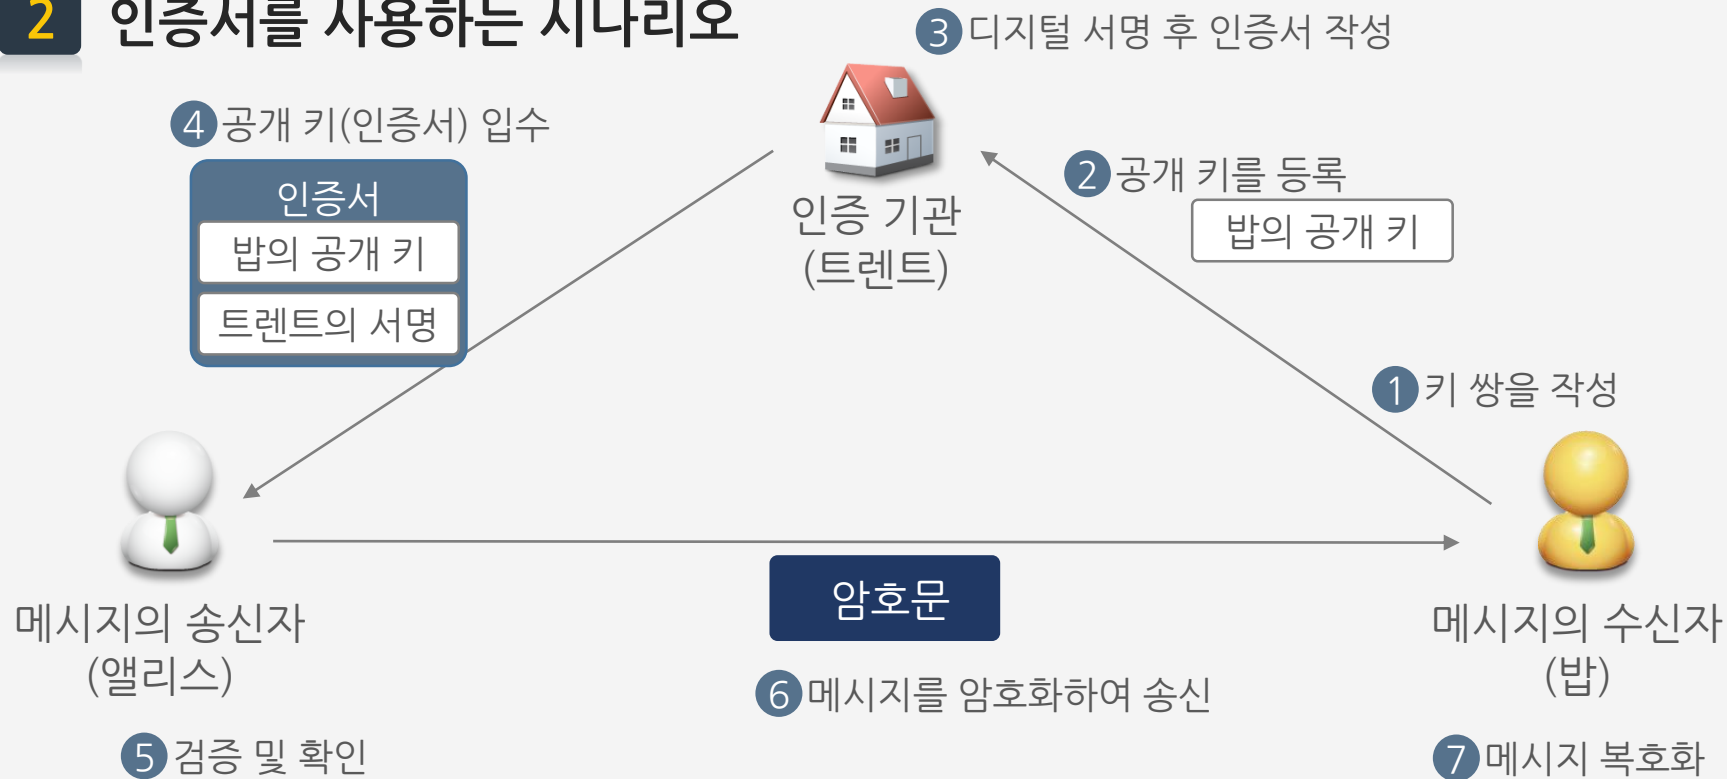 2 인증서를 사용하는 시나리오
3 디지털 서명 후 인증서 작성
4 공개 키(인증서) 입수
인증서
밥의 공개 키
트렌트의 서명
인증 기관
(트렌트)
2 공개 키를 등록
밥의 공개 키
1 키 쌍을 작성
메시지의 송신자
(앨리스)
암호문
메시지의 수신자
(밥)
6 메시지를 암호화하여 송신
5 검증 및 확인
7 메시지 복호화